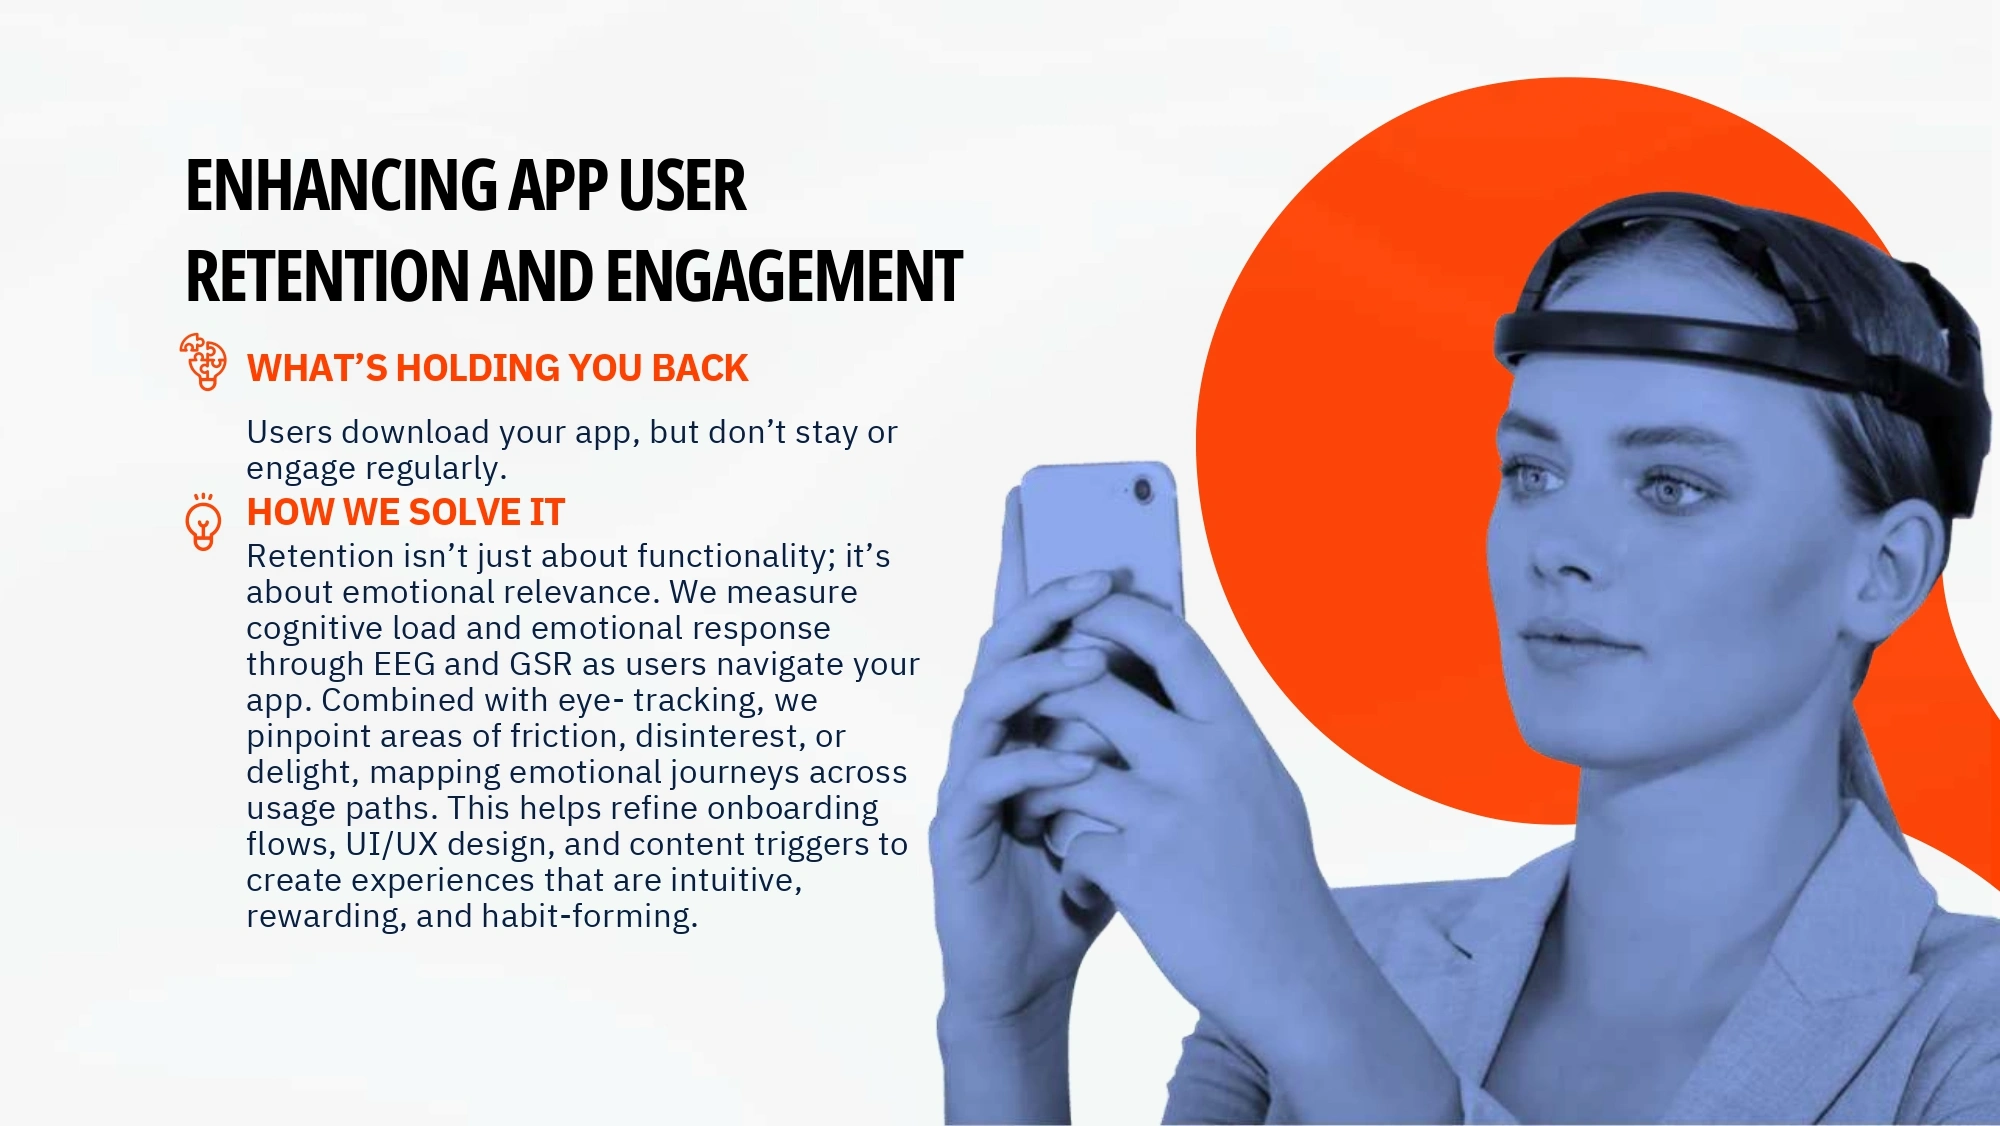 ENHANCING APP USER
RETENTION AND ENGAGEMENT
WHAT’S HOLDING YOU BACK
Users download your app, but don’t stay or
engage regularly.
HOW WE SOLVE IT
Retention isn’t just about functionality; it’s
about emotional relevance. We measure
cognitive load and emotional response
through EEG and GSR as users navigate your
app. Combined with eye- tracking, we
pinpoint areas of friction, disinterest, or
delight, mapping emotional journeys across
usage paths. This helps refine onboarding
flows, UI/UX design, and content triggers to
create experiences that are intuitive,
rewarding, and habit-forming.